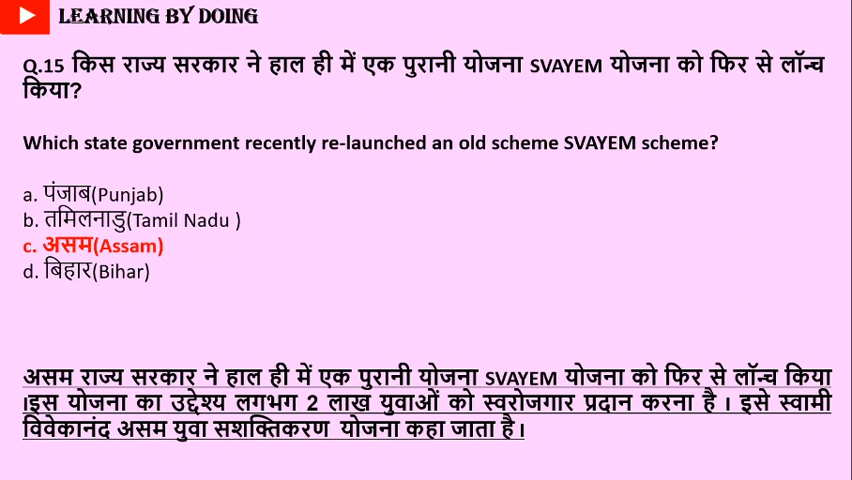 LEARNING BY DOING
Q.15 किस राज्य सरकार ने हाल ही में एक पुरानी योजना SVAYEM योजना को फिर से लॉन्च
किया?
Which state government recently re-launched an old scheme SVAYEM scheme?
a. पंजाब(Punjab)
b. तमिलनाडु(Tamil Nadu )
c. असम(Assam)
d. बिहार(Bihar)
असम राज्य सरकार ने हाल ही में एक पुरानी योजना SVAYEM योजना को फिर से लॉन्च किया
।इस योजना का उद्देश्य लगभग 2 लाख युवाओं को स्वरोजगार प्रदान करना है । इसे स्वामी
विवेकानंद असम युवा सशक्तिकरण योजना कहा जाता है।